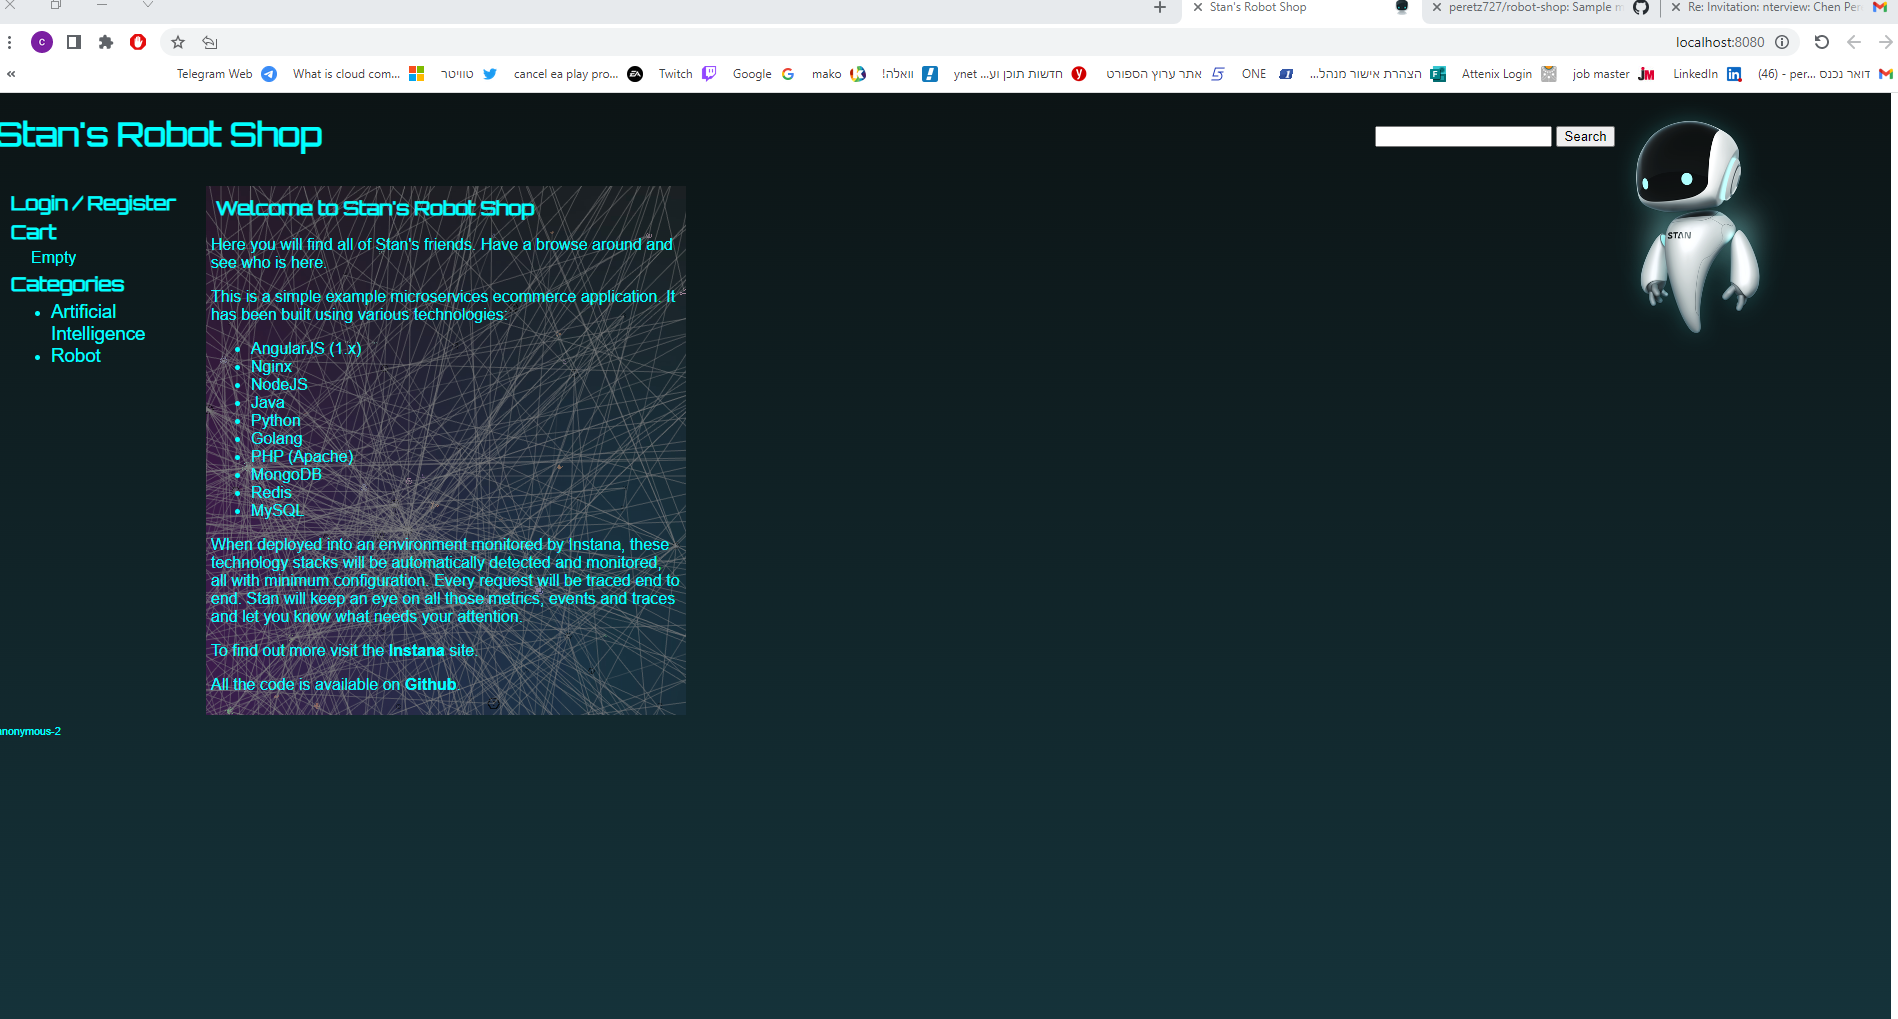 Stan's Robot Shop
peretz727/robot-shop: Sample
Re: Invitation: nterview: Chen
c
localhost:8080
«
Telegram Web
What is cloud com...
טוויטר
cancel ea play pro...
EA
Twitch
Google
mako
וואלה!
ynet חדשות תוכן וע...
אתר ערוץ הספורט
5
ONE
הצהרת אישור מנהל...
Attenix Login
job master
JM
LinkedIn
in
דואר נכנס (46) - per...
Stan's Robot Shop
Search
STAN
Login / Register
Cart
Empty
Categories
• Artificial
Intelligence
• Robot
Welcome to Stan's Robot Shop
Here you will find all of Stan's friends. Have a browse around and
see who is here.
This is a simple example microservices ecommerce application. It
has been built using various technologies:
• AngularJS (1.x)
• Nginx
• NodeJS
• Java
• Python
• Golang
• PHP (Apache)
• MongoDB
• Redis
• MySQL
When deployed into an environment monitored by Instana, these
technology stacks will be automatically detected and monitored,
all with minimum configuration. Every request will be traced end to
end. Stan will keep an eye on all those metrics, events and traces
and let you know what needs your attention.
To find out more visit the Instana site.
All the code is available on Github.
anonymous-2